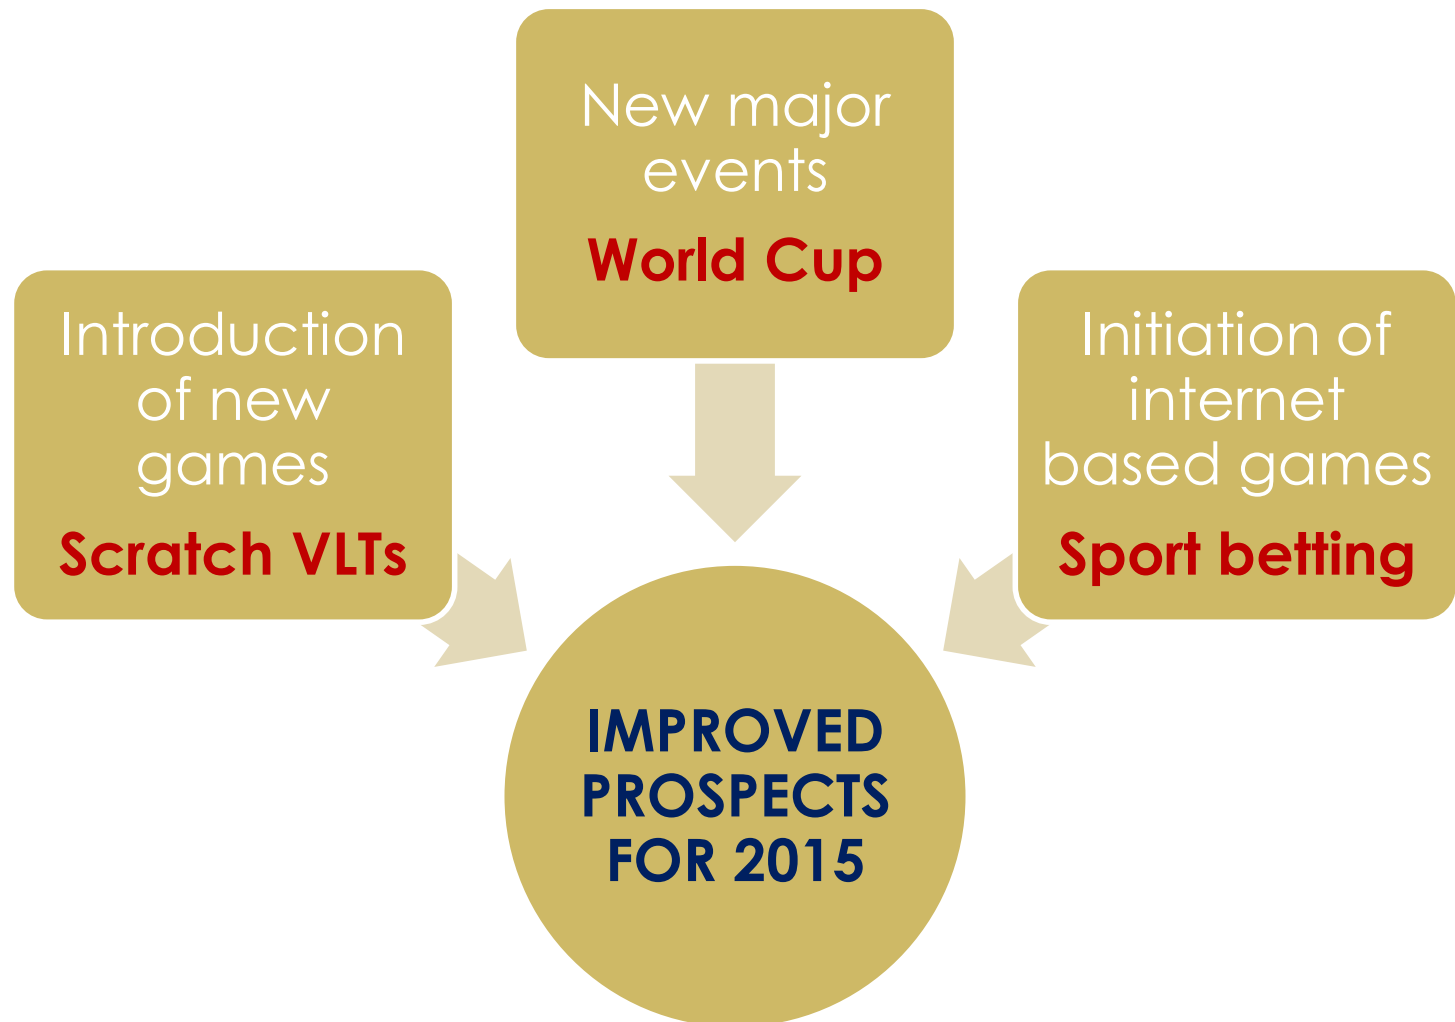 New major
events
World Cup
Introduction
of new
games
Scratch VLTs
Initiation of
internet
based games
Sport betting
IMPROVED
PROSPECTS
FOR 2015